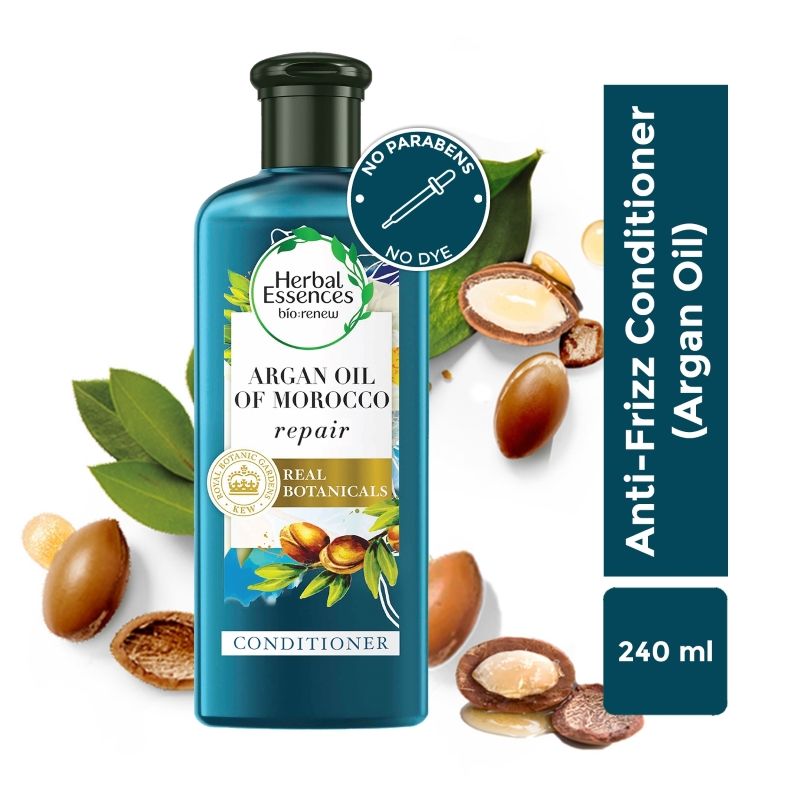 NO PARABENS
NO DYE
Herbal
Essences
bio:renew
ARGAN OIL
OF MOROCCO
repair
ROYAL BOTANIC GARDENS
• KEW •
REAL
BOTANICALS
CONDITIONER
Anti-Frizz Conditioner
(Argan Oil)
240 ml